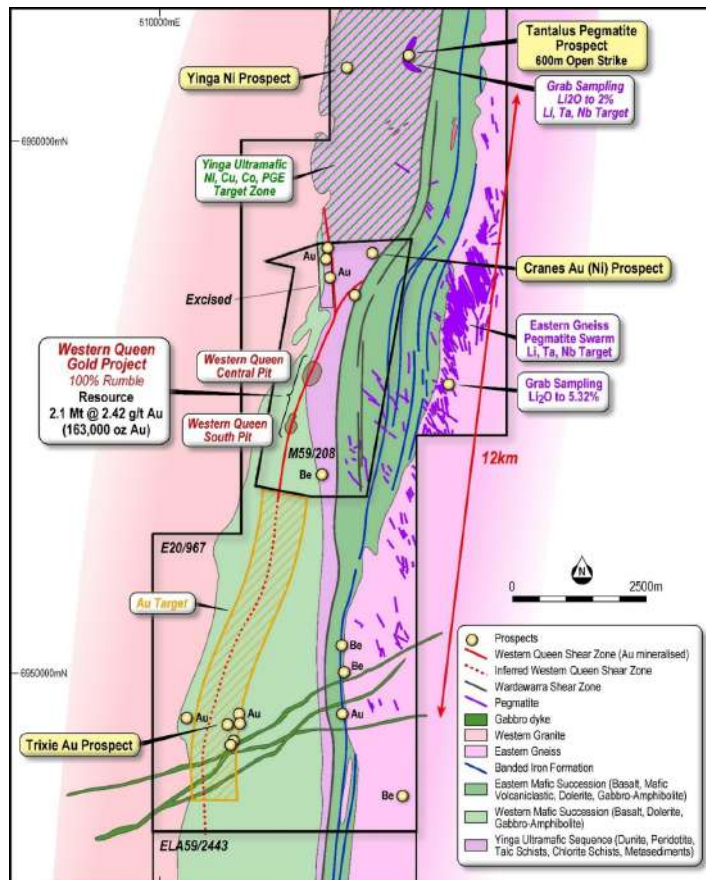 610000mE
Tantalus Pegmatite
Prospect
600m Open Strike
Yinga Ni Prospect
Grab Sampling
Li2O to 2%
Li, Ta, Nb Target
6960000mN
Yinga Ultramafic
Ni, Cu, Co, PGE
Target Zone
Au
Au
Cranes Au (Ni) Prospect
Excised
Eastern Gneiss
Pegmatite Swarm
Li, Ta, Nb Target
Western Queen
Gold Project
100% Rumble
Resource
2.1 Mt @ 2.42 g/t Au
(163,000 oz Au)
Western Queen
Central Pit
Grab Sampling
Li₂O to 5.32%
Western Queen
South Pit
M59/208
12km
Be
E20/967
N
0 2500m
Au Target
Be
Be
6950000mN
Au
Au
Au
Trixie Au Prospect
Be
ELA59/2443
Prospects
Western Queen Shear Zone (Au mineralised)
Inferred Western Queen Shear Zone
Wardawarra Shear Zone
Pegmatite
Gabbro dyke
Western Granite
Eastern Gneiss
Banded Iron Formation
Eastern Mafic Succession (Basalt, Mafic
Volcaniclastic, Dolerite, Gabbro-Amphibolite)
Western Mafic Succession (Basalt, Dolerite,
Gabbro-Amphibolite)
Yinga Ultramafic Sequence (Dunite, Peridotite,
Talc Schists, Chlorite Schists, Metasediments)